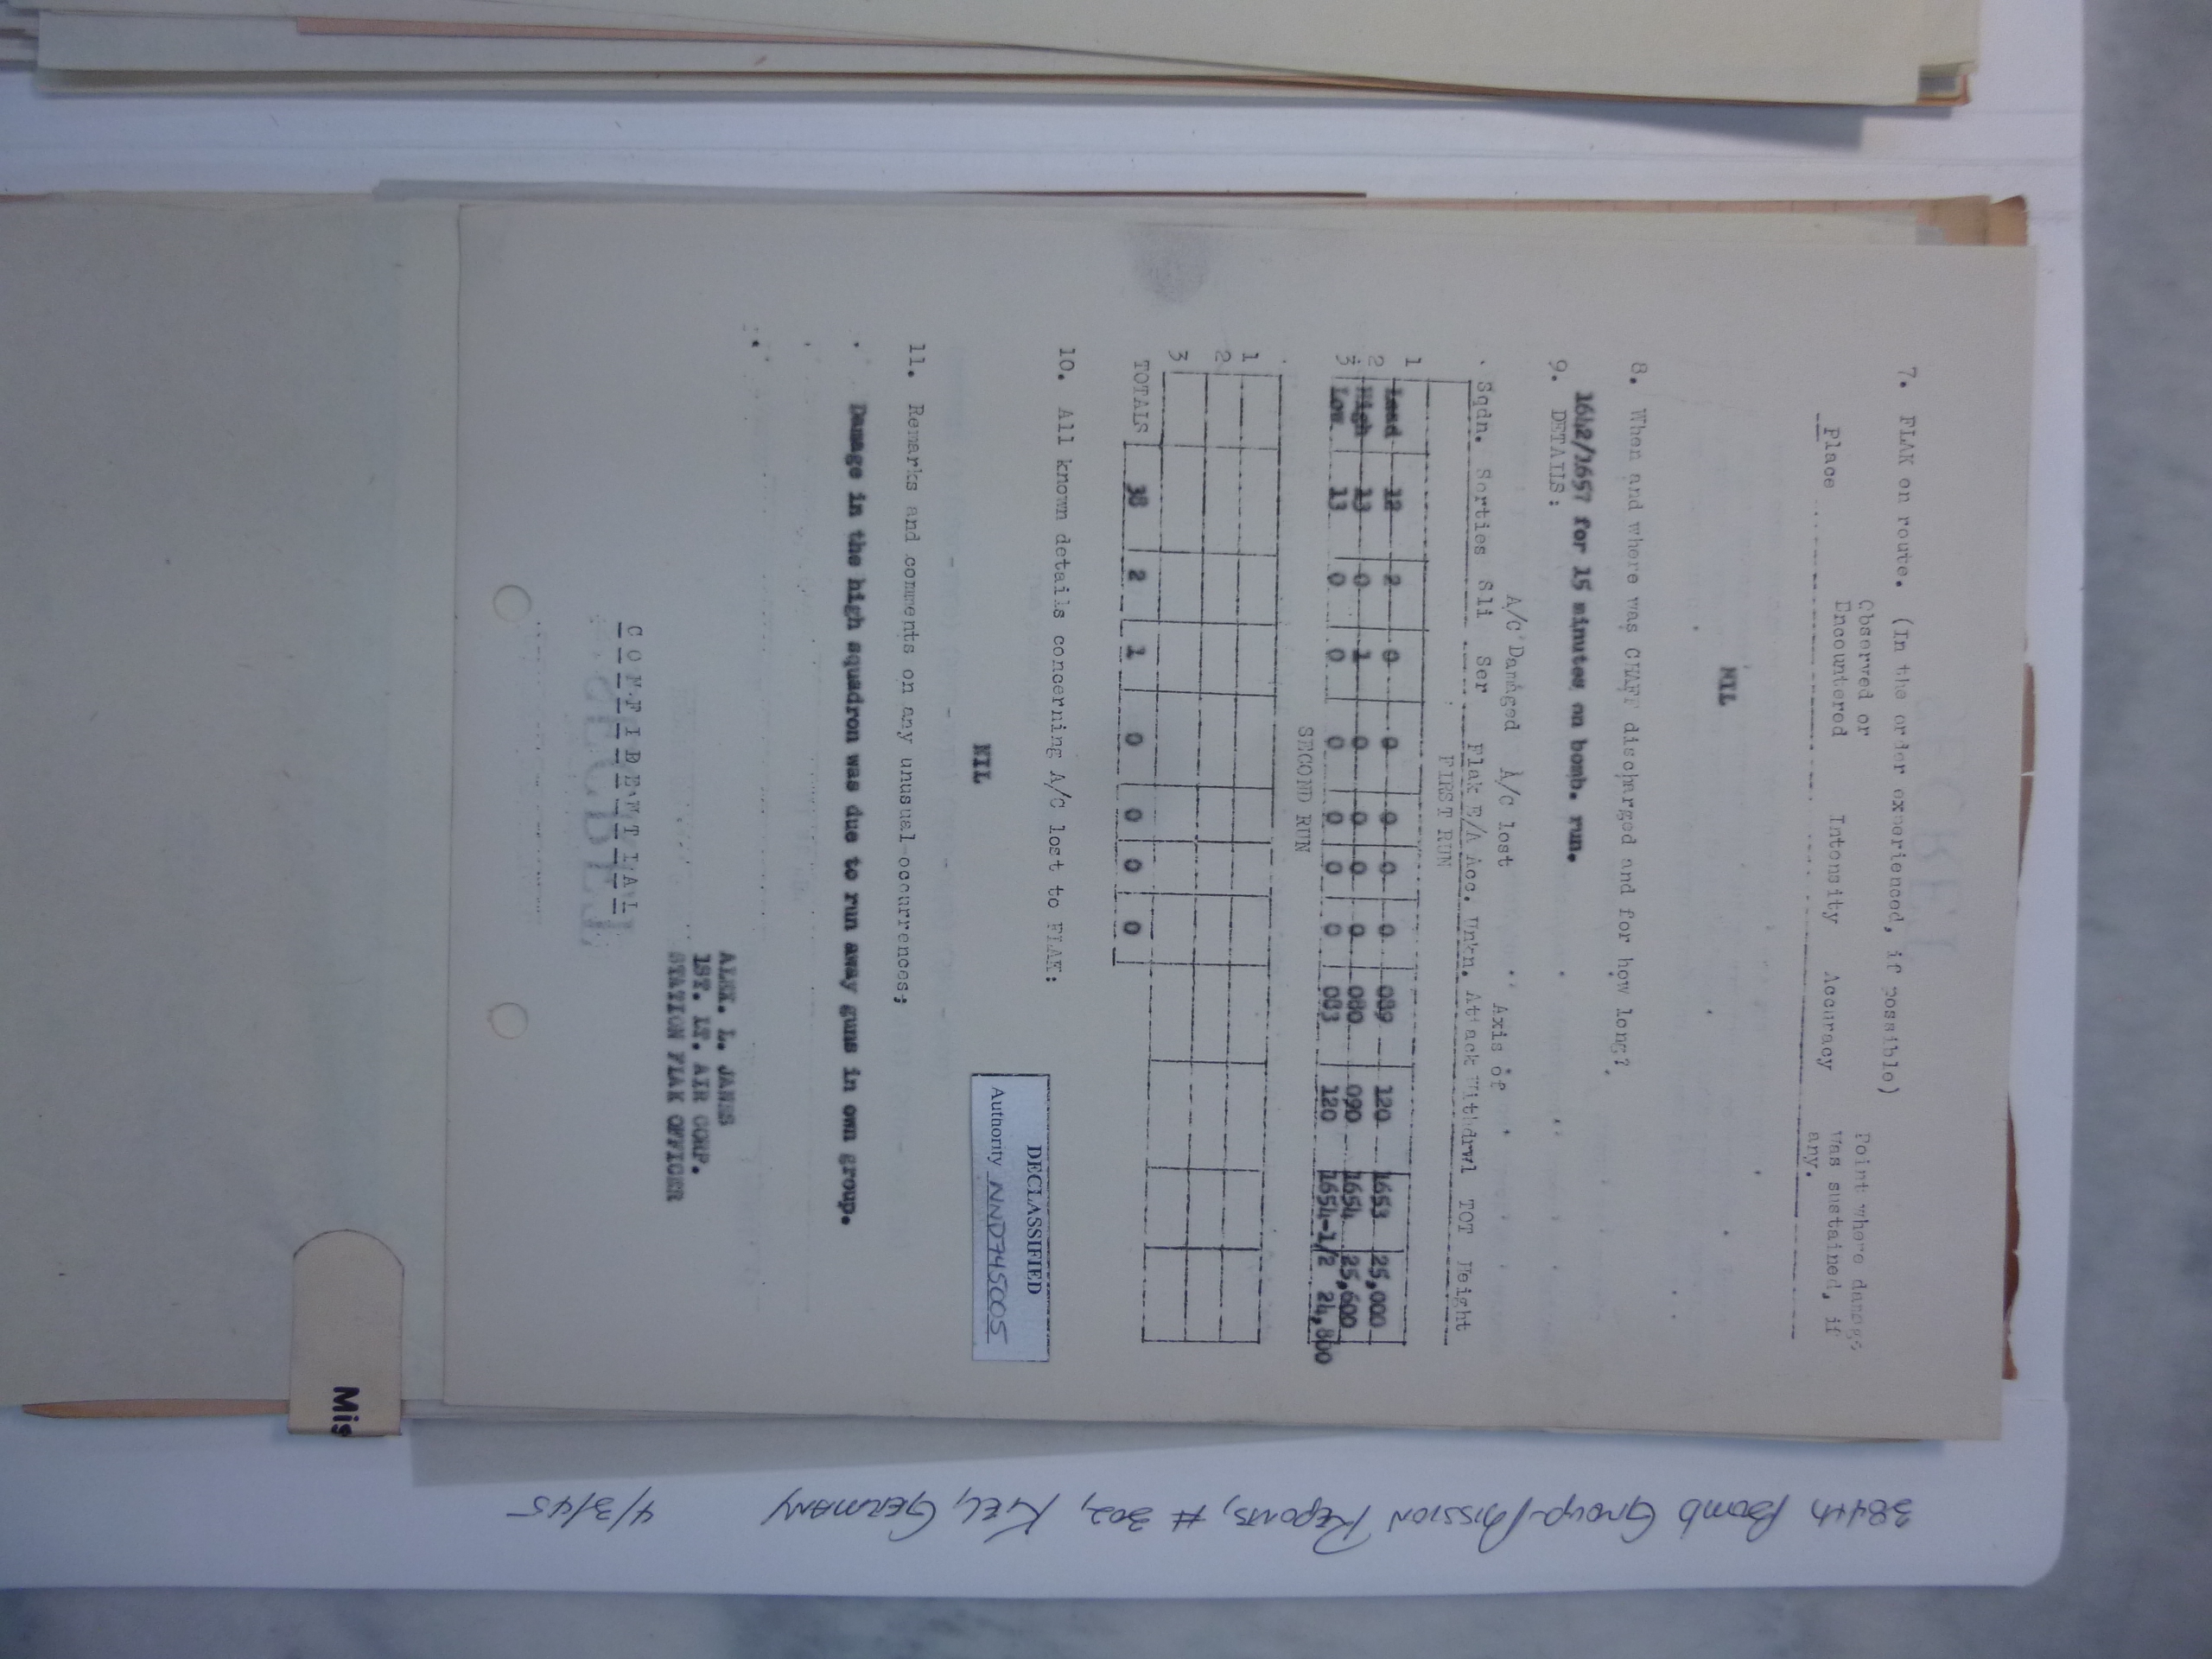 7. FLAK on route. (In the order experienced, if possible)
Observed or Point where damage
Place Encountered Intensity Accuracy was sustained, if
any.
NIL
8. When and where was CHAFF discharged and for how long?
1642/1657 for 15 minutes on bomb. run.
9. DETAILS:
A/C Damaged A/C lost Axis of
Sqdn. Sorties Sli Ser Flak E/A Acc. Unkn. Attack Withdrwl TOT Height
FIRST RUN
1 Lead 12 2 0 0 0 0 0 089 120 1653 25,000
2 High 13 0 1 0 0 0 0 080 090 1654 25,600
3 Low 13 0 0 0 0 0 0 083 120 1654-1/2 24,800
SECOND RUN
1
2
3
TOTALS 38 2 1 0 0 0 0
10. All known details concerning A/C lost to FLAK:
NIL
DECLASSIFIED
Authority NND745005
11. Remarks and comments on any unusual occurrences;
Damage in the high squadron was due to run away guns in own group.
ALEX. L. JANES
1ST. LT. AIR CORP.
STATION FLAK OFFICER
C O N F I D E N T I A L
SECRET
Mis
384th Bomb Group-Mission Reports, # 302, Kiel, Germany 4/3/45